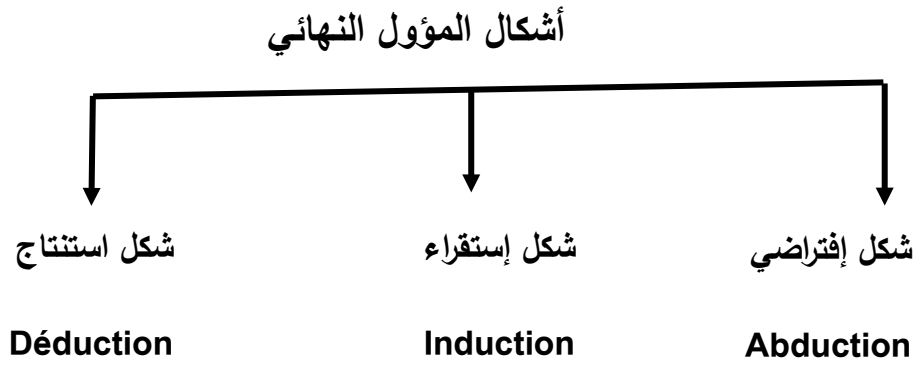 أشكال المؤول النهائي
شكل إفتراضي
شكل إستقراء
شكل استنتاج
Abduction
Induction
Déduction